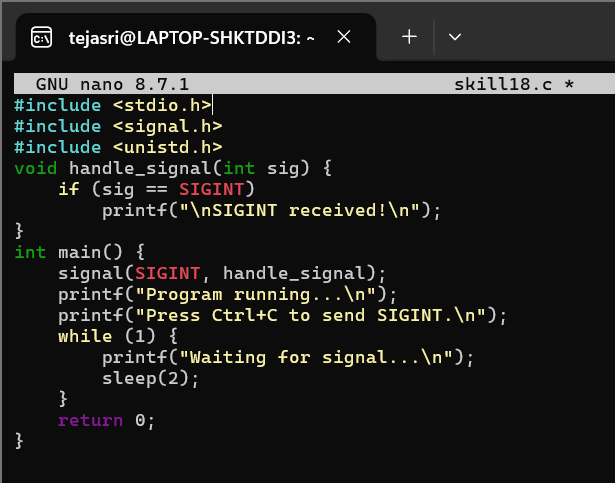 tejasri@LAPTOP-SHKTDDI3: ~
GNU nano 8.7.1 skill18.c *
#include <stdio.h>
#include <signal.h>
#include <unistd.h>
void handle_signal(int sig) {
    if (sig == SIGINT)
        printf("\nSIGINT received!\n");
}
int main() {
    signal(SIGINT, handle_signal);
    printf("Program running...\n");
    printf("Press Ctrl+C to send SIGINT.\n");
    while (1) {
        printf("Waiting for signal...\n");
        sleep(2);
    }
    return 0;
}